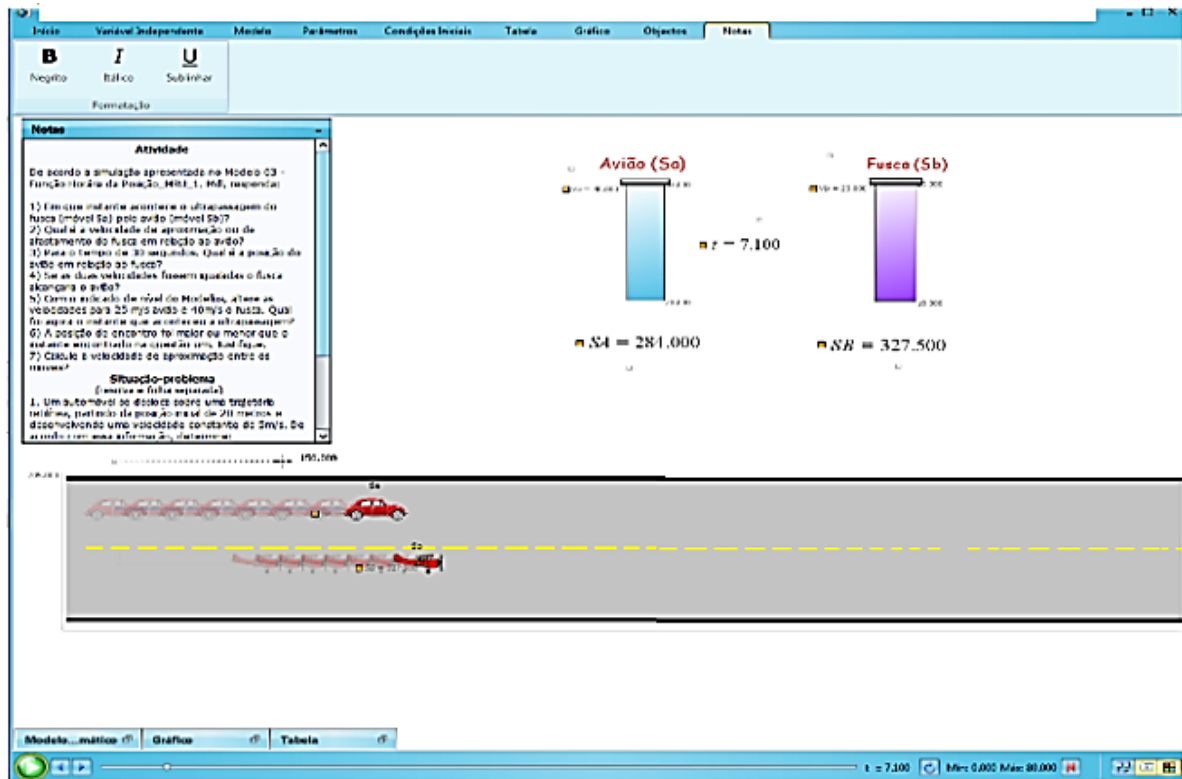 Início Variável Independente Modelo Parâmetros Condições Iniciais Tabela Gráfico Objectos Notas
B I U
Negrito Itálico Sublinhar
Formatação
Notas
Atividade
De acordo a simulação apresentada no Modelo 03 -
Função Horária da Posição_MRU_1. Mdl, responda:
1) Em que instante acontece o ultrapassagem do
fusca (móvel Sa) pelo avião (móvel Sb)?
2) Qual é a velocidade de aproximação ou de
afastamento do fusca em relação ao avião?
3) Para o tempo de 30 segundos. Qual é a posição do
avião em relação ao fusca?
4) Se as duas velocidades fossem igualadas o fusca
alcançara o avião?
5) Com o indicado de nível do Modellus, altere as
velocidades para 25 m/s avião e 40m/s o fusca. Qual
foi agora o instante que aconteceu a ultrapassagem?
6) A posição de encontro foi maior ou menor que o
instante encontrado na questão um. Justifique.
7) Calcule a velocidade de aproximação entre os
móveis?
Situação-problema
(resolva e folha separada)
1. Um automóvel se desloca sobre uma trajetória
retilínea, partindo da posição inicial de 20 metros e
desenvolvendo uma velocidade constante de 5m/s. De
acordo com essa informação, determine:
Avião (Sa)
Fusca (Sb)
t = 7.100
SA = 284.000
SB = 327.500
Sa
Sb
Modelo...mático Gráfico Tabela
t = 7.100 Min: 0.000 Máx: 80.000